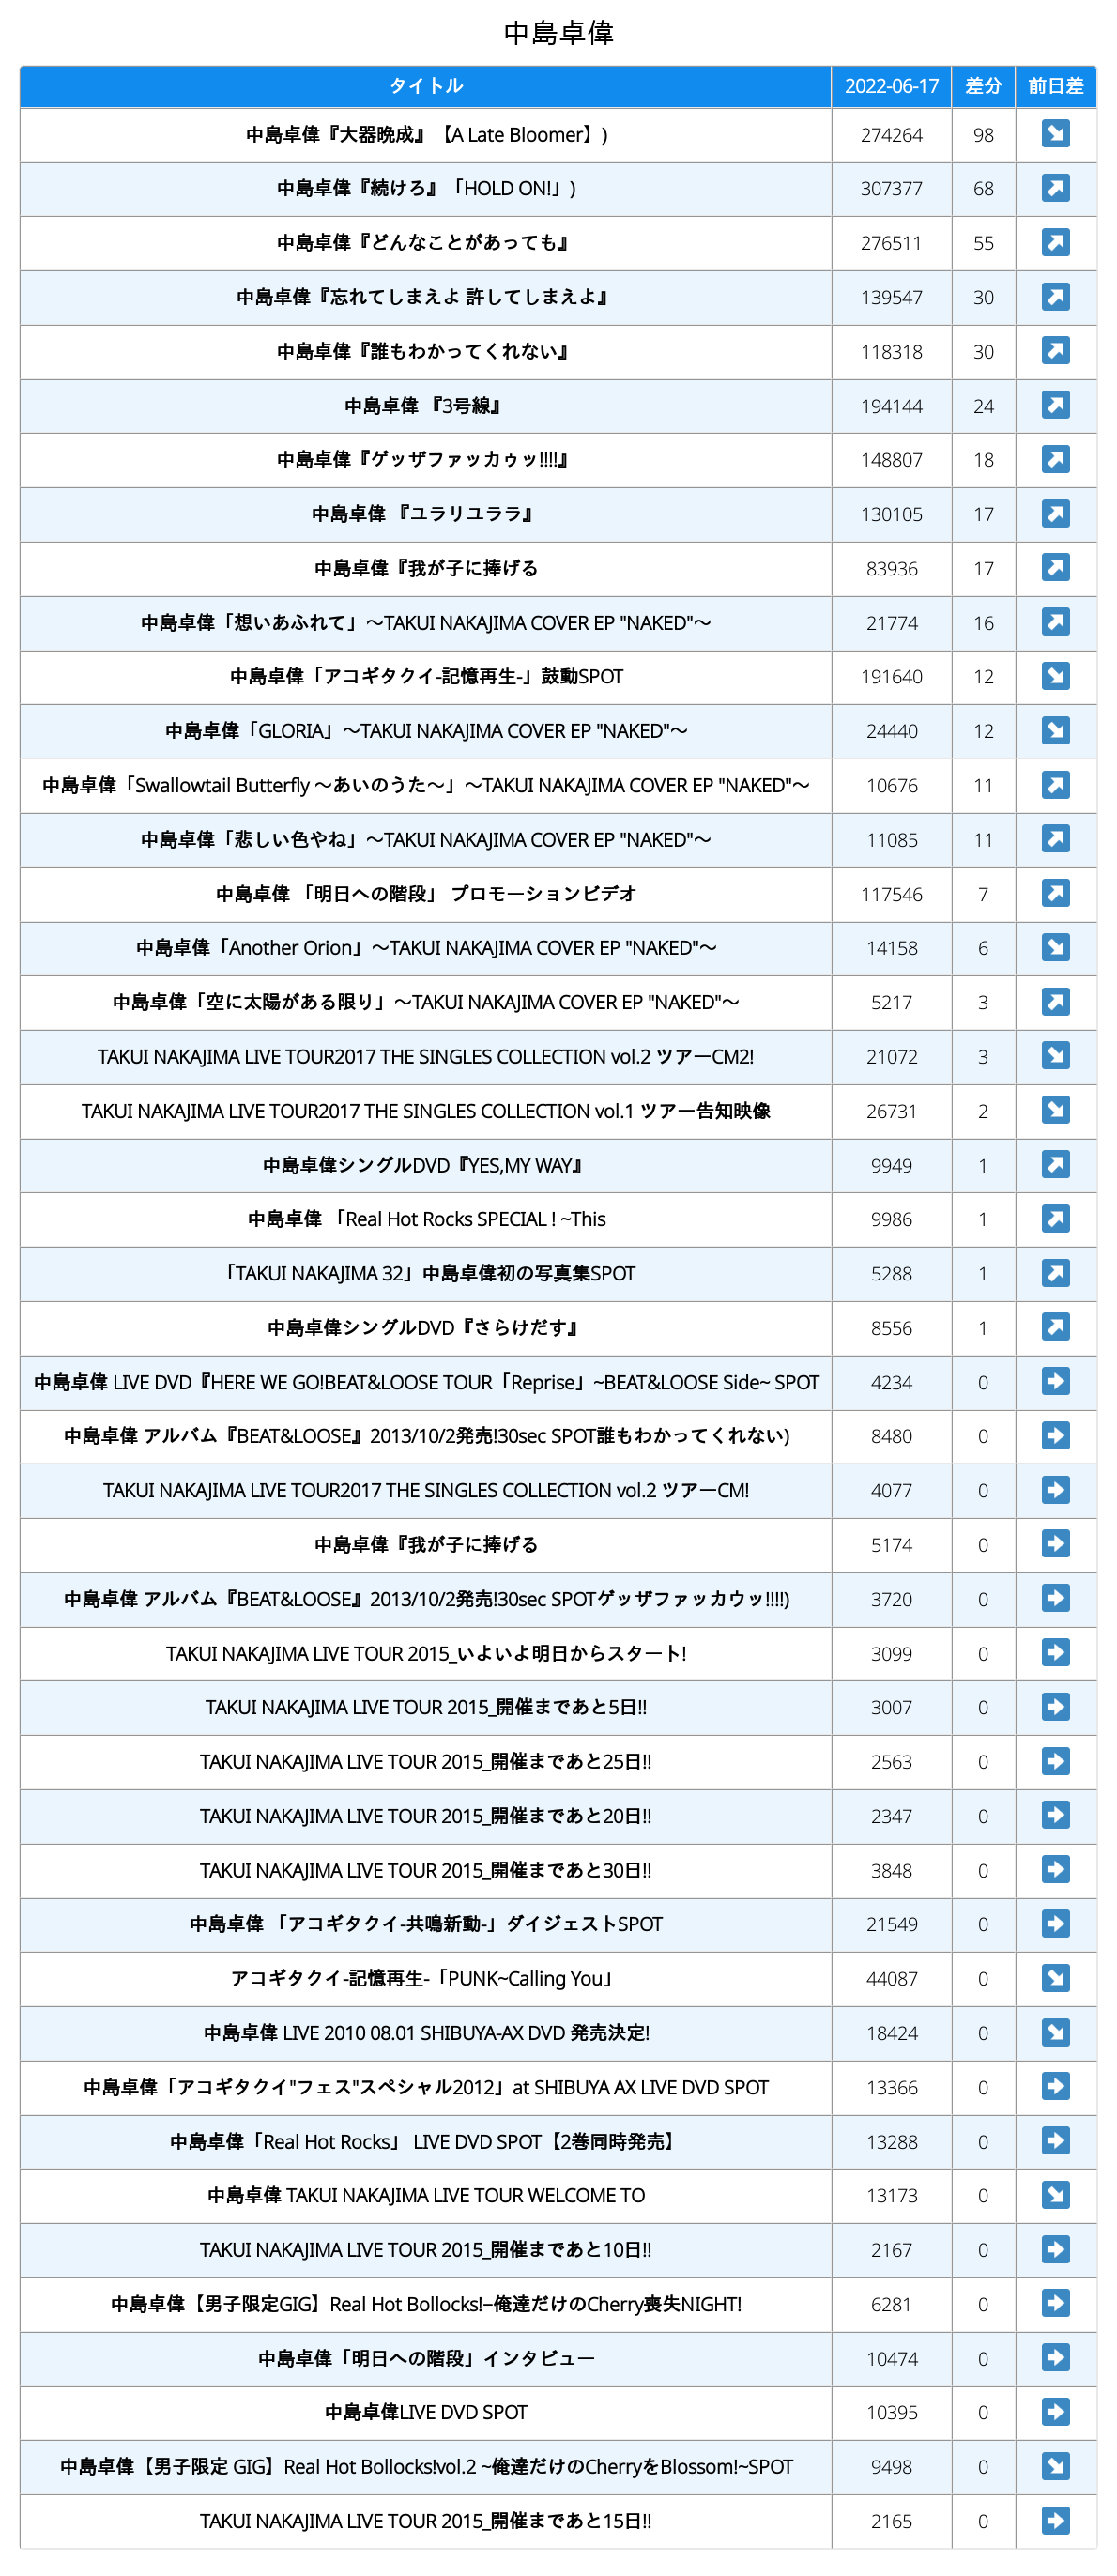 中島卓偉
タイトル 2022-06-17 差分 前日差
中島卓偉『大器晩成』【A Late Bloomer】) 274264 98 ↘
中島卓偉『続けろ』「HOLD ON!」) 307377 68 ↗
中島卓偉『どんなことがあっても』 276511 55 ↗
中島卓偉『忘れてしまえよ 許してしまえよ』 139547 30 ↗
中島卓偉『誰もわかってくれない』 118318 30 ↗
中島卓偉 『3号線』 194144 24 ↗
中島卓偉『ゲッザファッカゥッ!!!!』 148807 18 ↗
中島卓偉 『ユラリユララ』 130105 17 ↗
中島卓偉『我が子に捧げる 83936 17 ↗
中島卓偉「想いあふれて」〜TAKUI NAKAJIMA COVER EP "NAKED"〜 21774 16 ↗
中島卓偉「アコギタクイ-記憶再生-」鼓動SPOT 191640 12 ↘
中島卓偉「GLORIA」〜TAKUI NAKAJIMA COVER EP "NAKED"〜 24440 12 ↘
中島卓偉「Swallowtail Butterfly 〜あいのうた〜」〜TAKUI NAKAJIMA COVER EP "NAKED"〜 10676 11 ↗
中島卓偉「悲しい色やね」〜TAKUI NAKAJIMA COVER EP "NAKED"〜 11085 11 ↗
中島卓偉 「明日への階段」 プロモーションビデオ 117546 7 ↗
中島卓偉「Another Orion」〜TAKUI NAKAJIMA COVER EP "NAKED"〜 14158 6 ↘
中島卓偉「空に太陽がある限り」〜TAKUI NAKAJIMA COVER EP "NAKED"〜 5217 3 ↗
TAKUI NAKAJIMA LIVE TOUR2017 THE SINGLES COLLECTION vol.2 ツアーCM2! 21072 3 ↘
TAKUI NAKAJIMA LIVE TOUR2017 THE SINGLES COLLECTION vol.1 ツアー告知映像 26731 2 ↘
中島卓偉シングルDVD『YES,MY WAY』 9949 1 ↗
中島卓偉 「Real Hot Rocks SPECIAL ! ~This 9986 1 ↗
「TAKUI NAKAJIMA 32」中島卓偉初の写真集SPOT 5288 1 ↗
中島卓偉シングルDVD『さらけだす』 8556 1 ↗
中島卓偉 LIVE DVD『HERE WE GO!BEAT&LOOSE TOUR「Reprise」~BEAT&LOOSE Side~ SPOT 4234 0 →
中島卓偉 アルバム『BEAT&LOOSE』2013/10/2発売!30sec SPOT誰もわかってくれない) 8480 0 →
TAKUI NAKAJIMA LIVE TOUR2017 THE SINGLES COLLECTION vol.2 ツアーCM! 4077 0 →
中島卓偉『我が子に捧げる 5174 0 →
中島卓偉 アルバム『BEAT&LOOSE』2013/10/2発売!30sec SPOTゲッザファッカウッ!!!!) 3720 0 →
TAKUI NAKAJIMA LIVE TOUR 2015_いよいよ明日からスタート! 3099 0 →
TAKUI NAKAJIMA LIVE TOUR 2015_開催まであと5日!! 3007 0 →
TAKUI NAKAJIMA LIVE TOUR 2015_開催まであと25日!! 2563 0 →
TAKUI NAKAJIMA LIVE TOUR 2015_開催まであと20日!! 2347 0 →
TAKUI NAKAJIMA LIVE TOUR 2015_開催まであと30日!! 3848 0 →
中島卓偉 「アコギタクイ-共鳴新動-」ダイジェストSPOT 21549 0 →
アコギタクイ-記憶再生-「PUNK~Calling You」 44087 0 ↘
中島卓偉 LIVE 2010 08.01 SHIBUYA-AX DVD 発売決定! 18424 0 ↘
中島卓偉「アコギタクイ"フェス"スペシャル2012」at SHIBUYA AX LIVE DVD SPOT 13366 0 →
中島卓偉「Real Hot Rocks」 LIVE DVD SPOT【2巻同時発売】 13288 0 →
中島卓偉 TAKUI NAKAJIMA LIVE TOUR WELCOME TO 13173 0 ↘
TAKUI NAKAJIMA LIVE TOUR 2015_開催まであと10日!! 2167 0 →
中島卓偉【男子限定GIG】Real Hot Bollocks!−俺達だけのCherry喪失NIGHT! 6281 0 →
中島卓偉「明日への階段」インタビュー 10474 0 →
中島卓偉LIVE DVD SPOT 10395 0 →
中島卓偉【男子限定 GIG】Real Hot Bollocks!vol.2 ~俺達だけのCherryをBlossom!~SPOT 9498 0 ↘
TAKUI NAKAJIMA LIVE TOUR 2015_開催まであと15日!! 2165 0 →